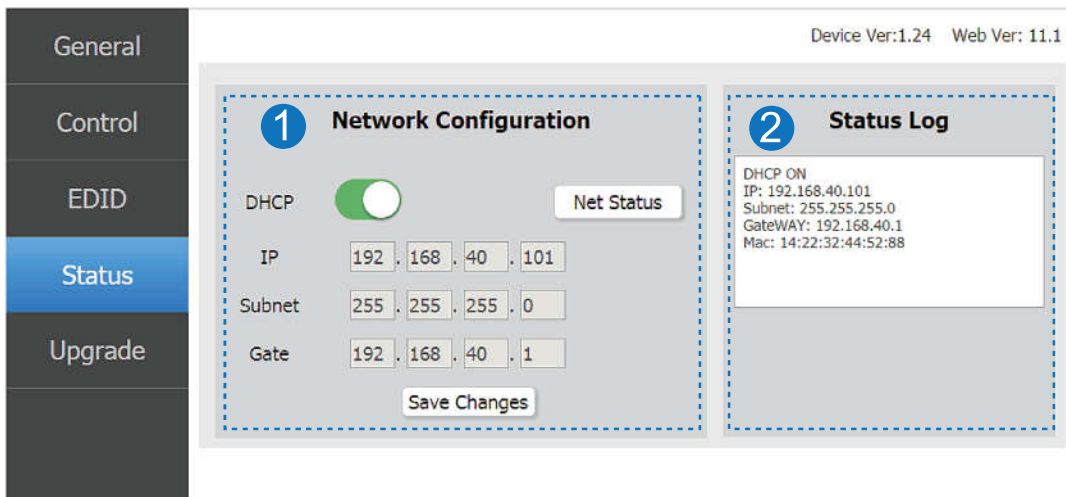 Device Ver:1.24 Web Ver: 11.1
General
Control
EDID
Status
Upgrade
1 Network Configuration
DHCP Net Status
IP 192 . 168 . 40 . 101
Subnet 255 . 255 . 255 . 0
Gate 192 . 168 . 40 . 1
Save Changes
2 Status Log
DHCP ON
IP: 192.168.40.101
Subnet: 255.255.255.0
GateWAY: 192.168.40.1
Mac: 14:22:32:44:52:88